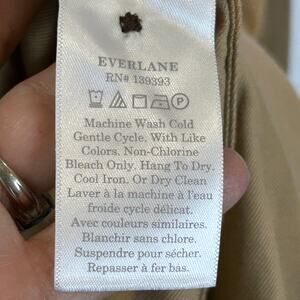 EVERLANE
RN# 139393
Machine Wash Cold
Gentle Cycle. With Like
Colors. Non-Chlorine
Bleach Only. Hang To Dry.
Cool Iron. Or Dry Clean
Laver à la machine à l'eau
froide cycle délicat.
Avec couleurs similaires.
Blanchir sans chlore.
Suspendre pour sécher.
Repasser à fer bas.